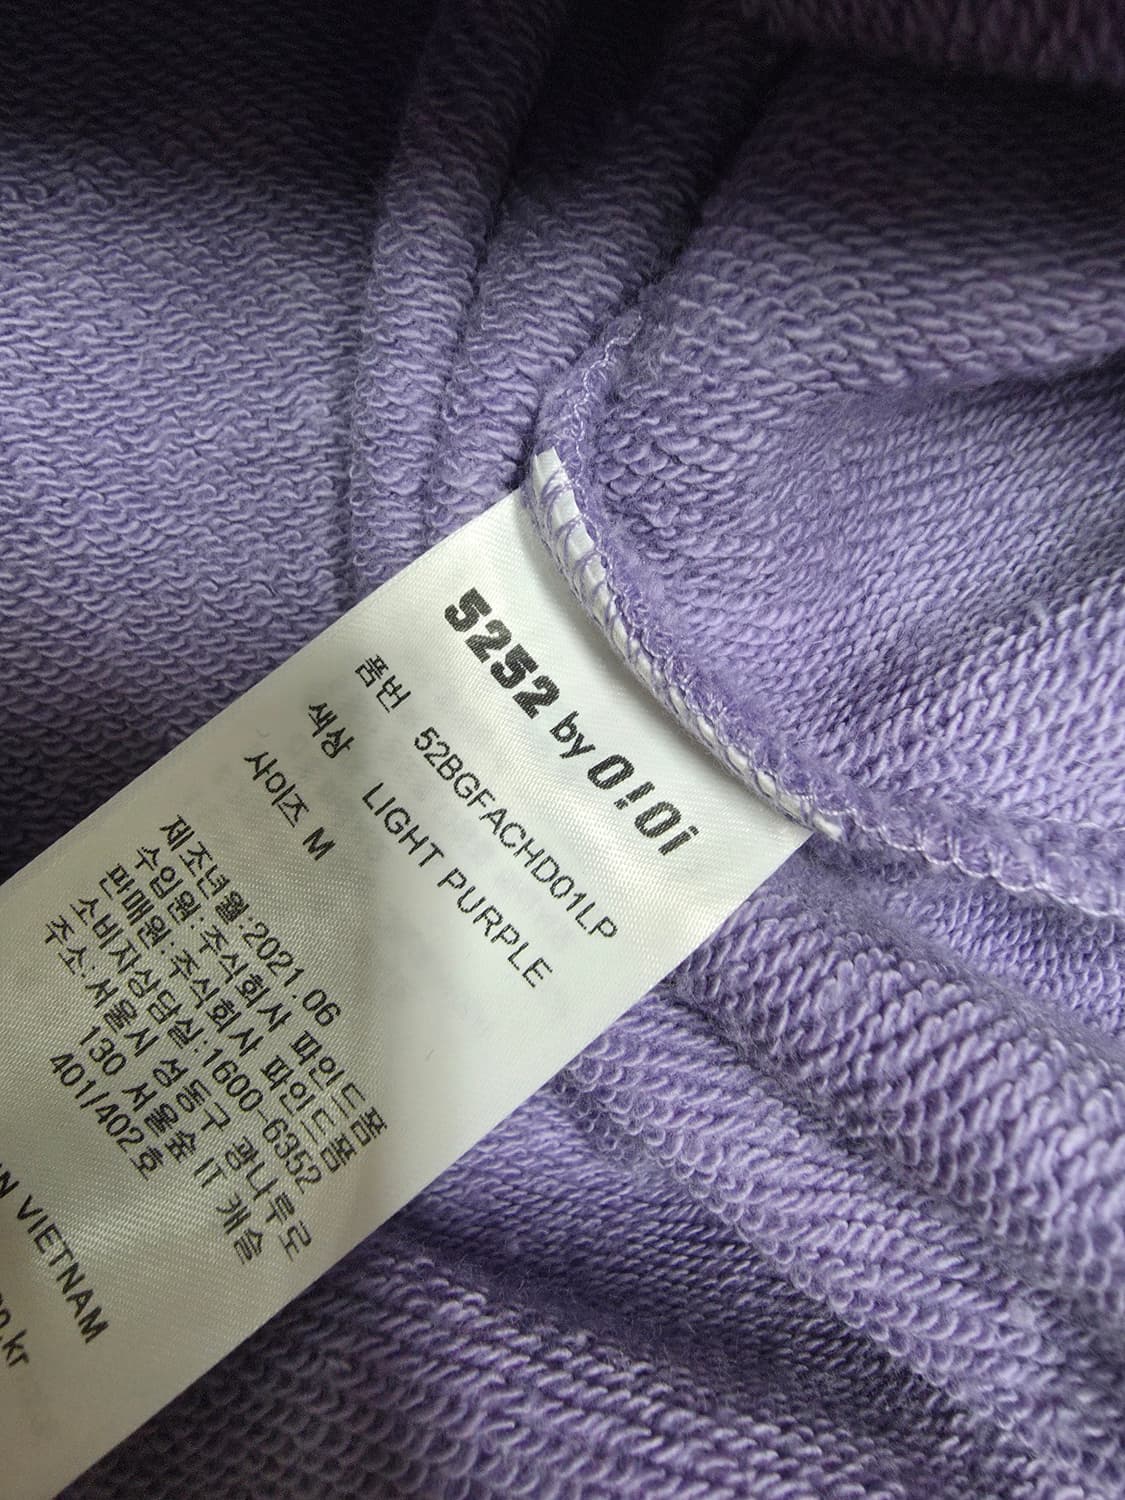 5252 by O!Oi
품번 52BGFACHD01LP
색상 LIGHT PURPLE
사이즈 M
제조년월:2021.06
수입원:주식회사 파인드폼
판매원:주식회사 파인드폼
소비자상담실:1600-6352
주소:서울시 성동구 광나루로
130 서울숲 IT 캐슬
401/402호
VIETNAM
.kr